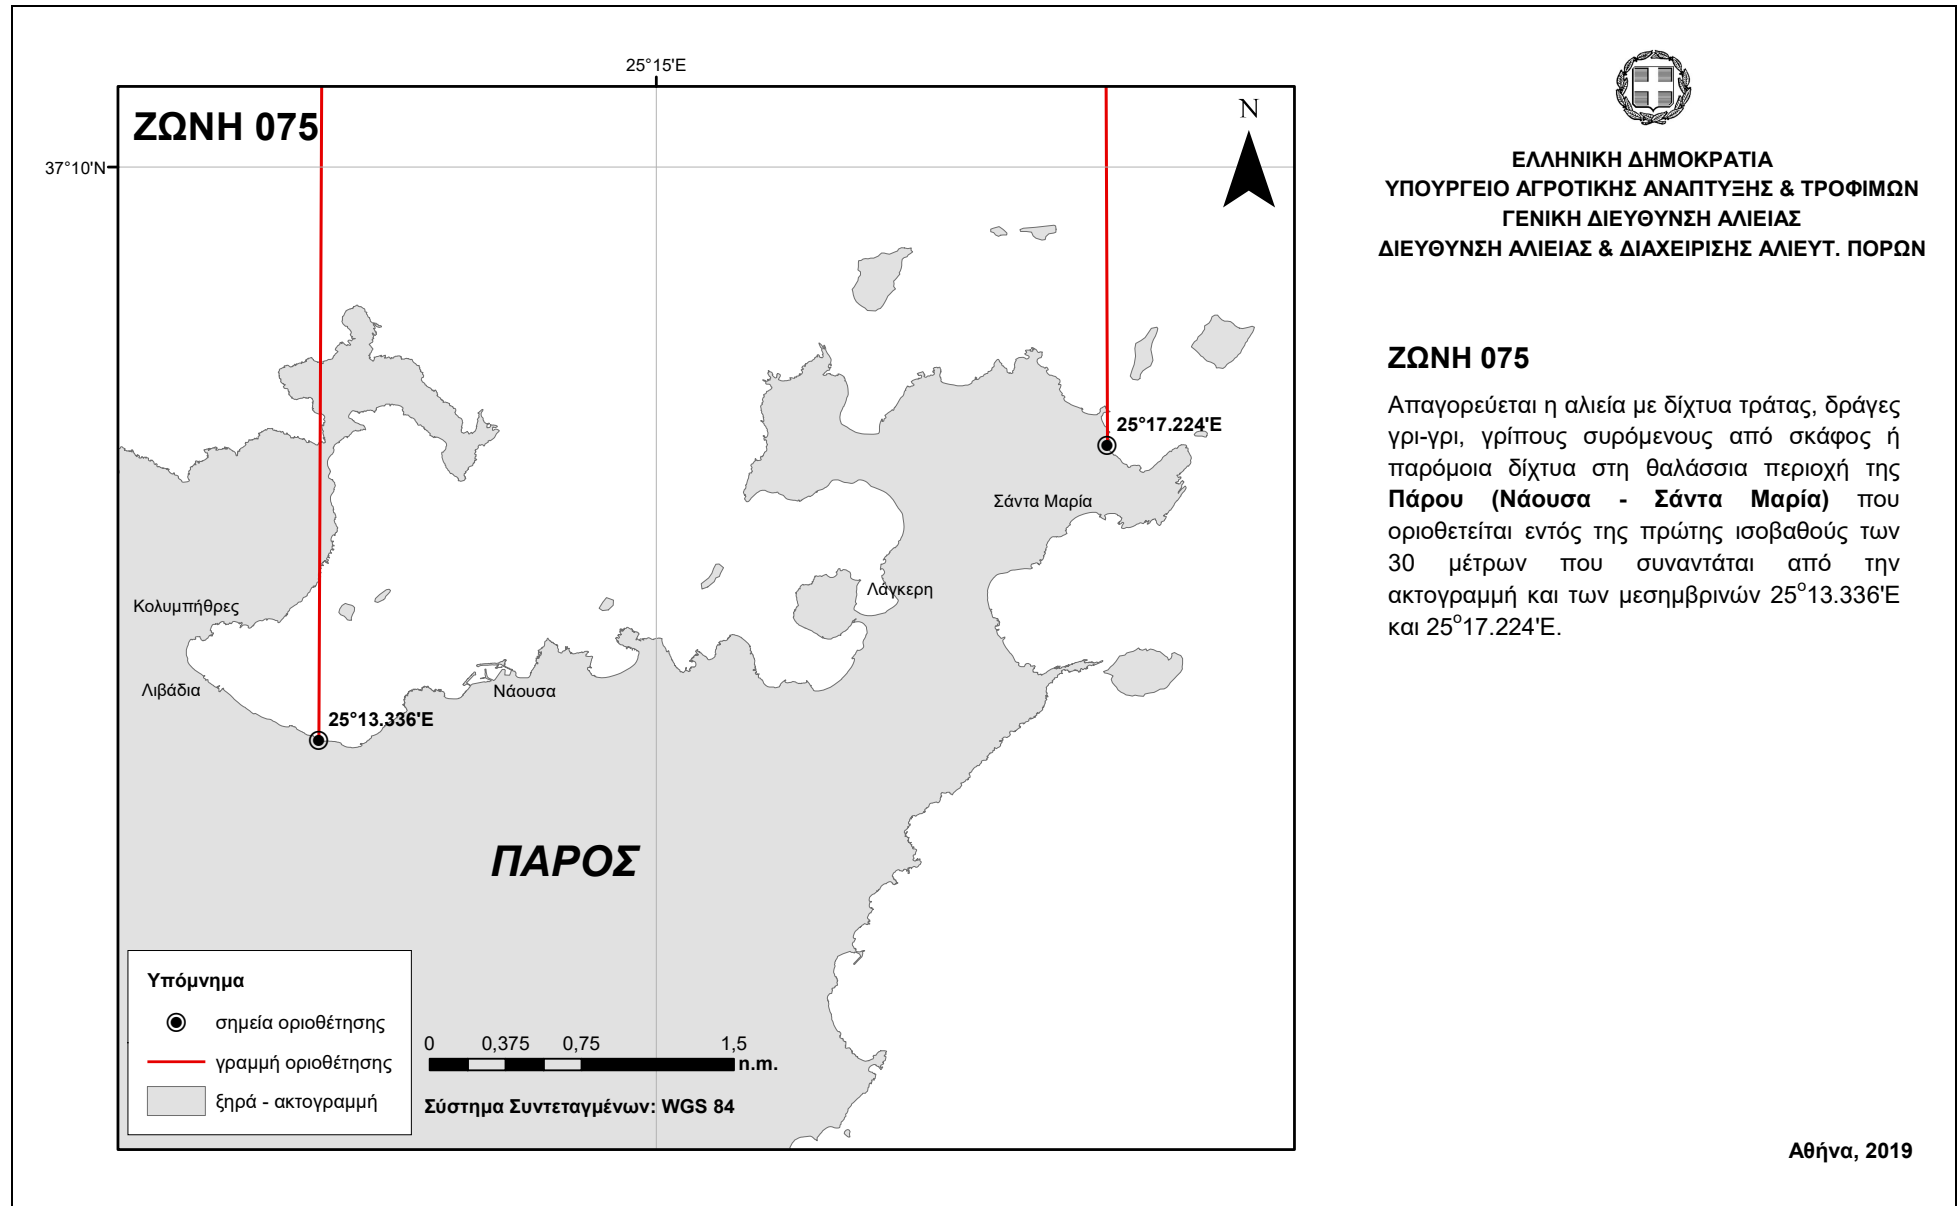 25°15'E
37°10'N
ΖΩΝΗ 075
N
25°17.224'E
Σάντα Μαρία
Λάγκερη
Κολυμπήθρες
Λιβάδια
Νάουσα
25°13.336'E
ΠΑΡΟΣ
Υπόμνημα
σημεία οριοθέτησης
γραμμή οριοθέτησης
ξηρά - ακτογραμμή
0 0,375 0,75 1,5
n.m.
Σύστημα Συντεταγμένων: WGS 84
ΕΛΛΗΝΙΚΗ ΔΗΜΟΚΡΑΤΙΑ
ΥΠΟΥΡΓΕΙΟ ΑΓΡΟΤΙΚΗΣ ΑΝΑΠΤΥΞΗΣ & ΤΡΟΦΙΜΩΝ
ΓΕΝΙΚΗ ΔΙΕΥΘΥΝΣΗ ΑΛΙΕΙΑΣ
ΔΙΕΥΘΥΝΣΗ ΑΛΙΕΙΑΣ & ΔΙΑΧΕΙΡΙΣΗΣ ΑΛΙΕΥΤ. ΠΟΡΩΝ
ΖΩΝΗ 075
Απαγορεύεται η αλιεία με δίχτυα τράτας, δράγες
γρι-γρι, γρίπους συρόμενους από σκάφος ή
παρόμοια δίχτυα στη θαλάσσια περιοχή της
Πάρου (Νάουσα - Σάντα Μαρία) που
οριοθετείται εντός της πρώτης ισοβαθούς των
30 μέτρων που συναντάται από την
ακτογραμμή και των μεσημβρινών 25°13.336'E
και 25°17.224'E.
Αθήνα, 2019